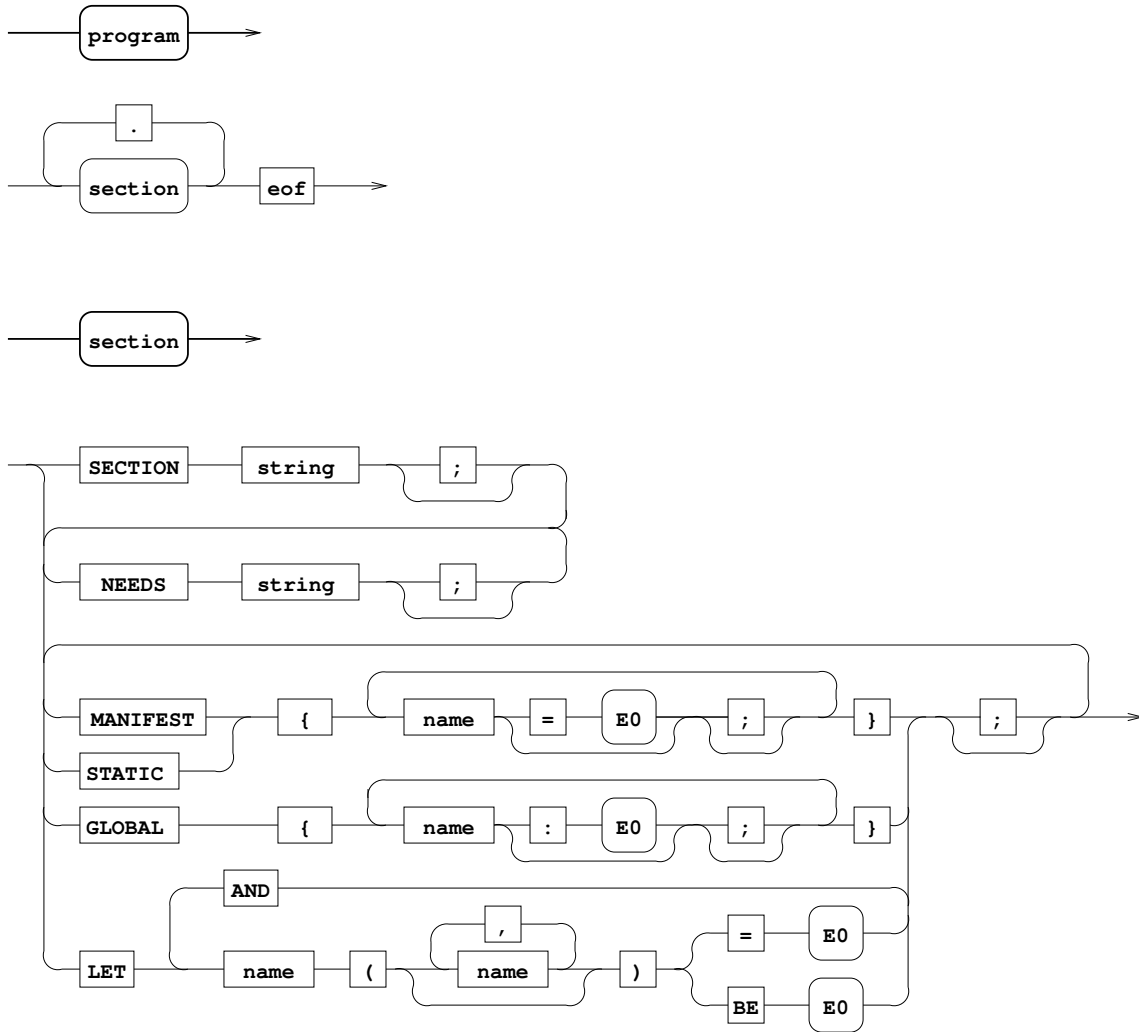 program
.
section eof
section
SECTION string ;
NEEDS string ;
MANIFEST { name = E0 ; } ;
STATIC
GLOBAL { name : E0 ; }
AND
, = E0
LET name ( name )
BE E0